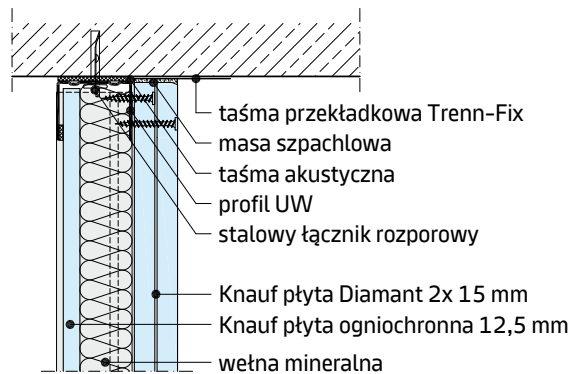 taśma przekładkowa Trenn-Fix
masa szpachlowa
taśma akustyczna
profil UW
stalowy łącznik rozporowy
Knauf płyta Diamant 2x 15 mm
Knauf płyta ogniochronna 12,5 mm
wełna mineralna